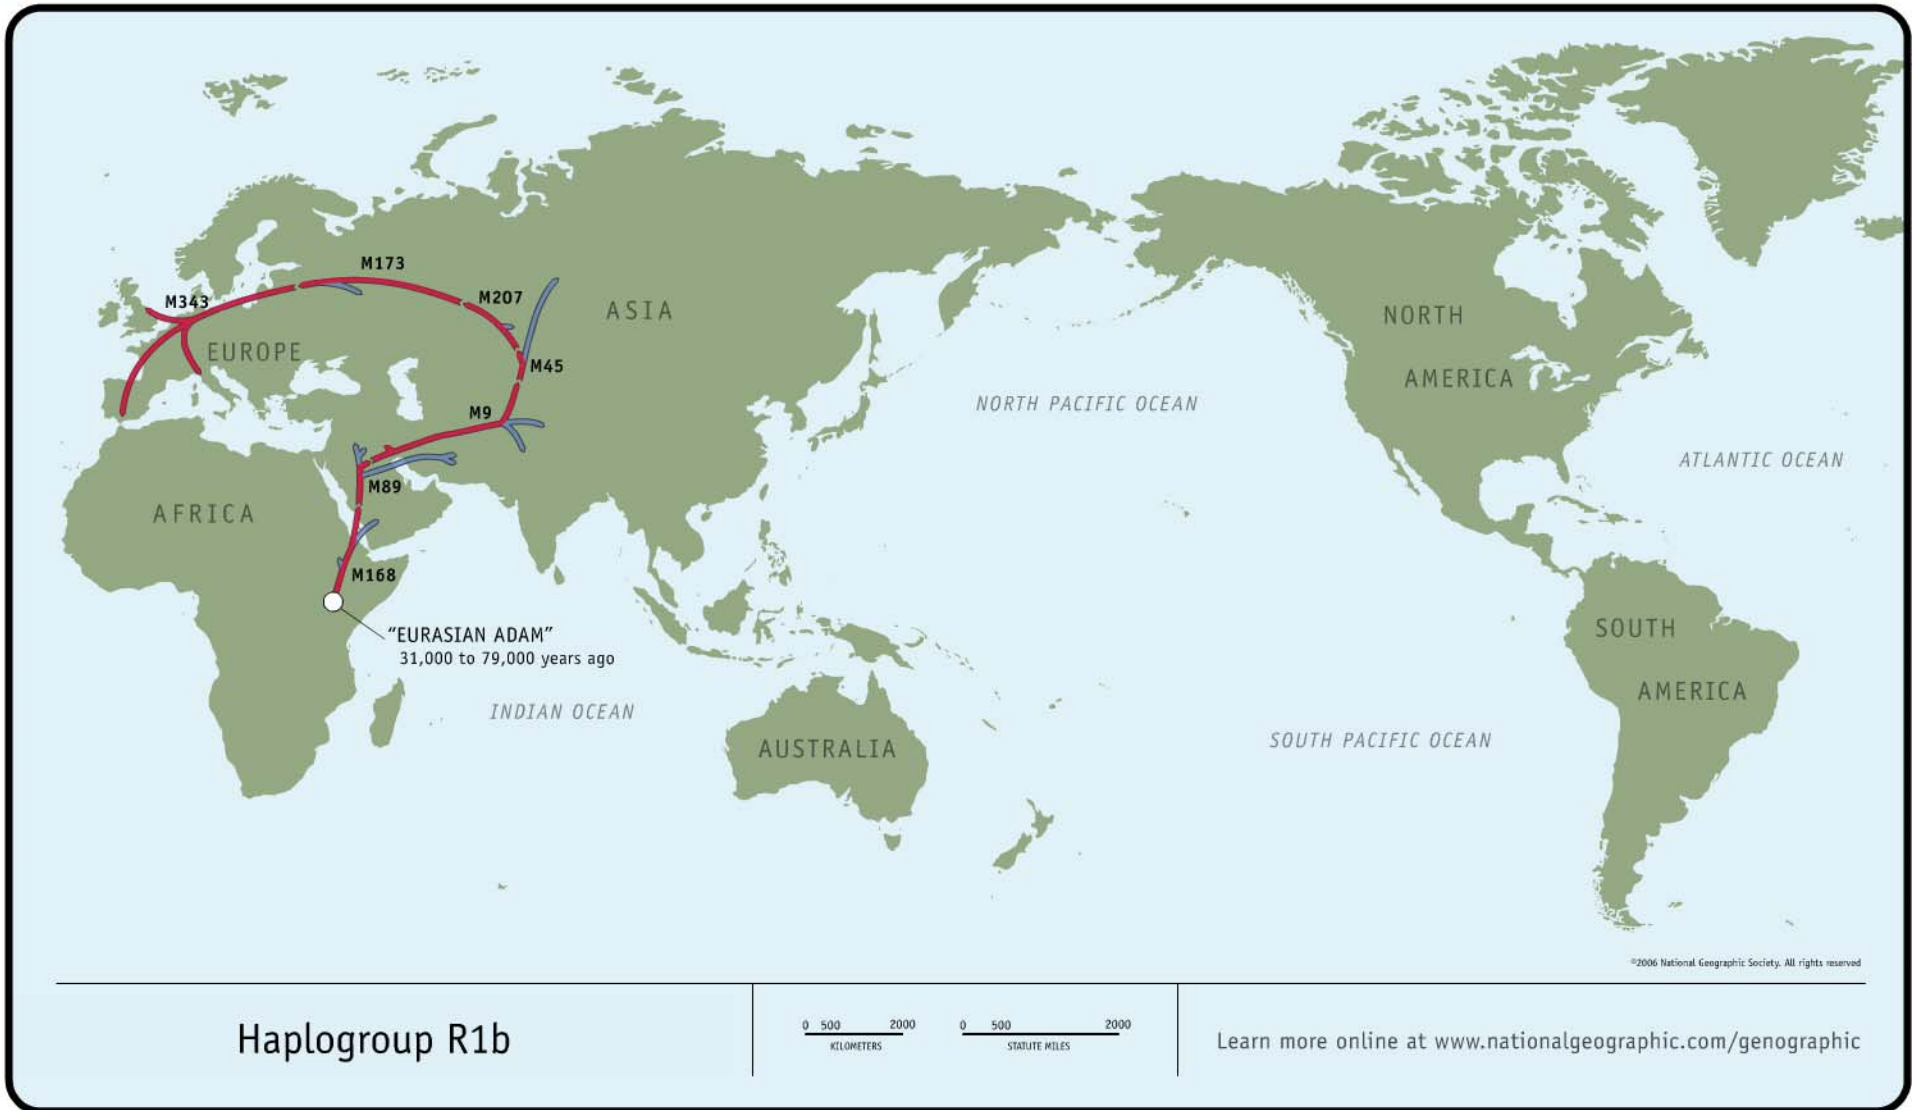 M173
M207
M343
ASIA
NORTH
EUROPE
M45
AMERICA
NORTH PACIFIC OCEAN
M9
ATLANTIC OCEAN
M89
AFRICA
M168
"EURASIAN ADAM"
31,000 to 79,000 years ago
SOUTH
AMERICA
INDIAN OCEAN
SOUTH PACIFIC OCEAN
AUSTRALIA
©2006 National Geographic Society. All rights reserved
Haplogroup R1b
0 500 2000
KILOMETERS
0 500 2000
STATUTE MILES
Learn more online at www.nationalgeographic.com/genographic